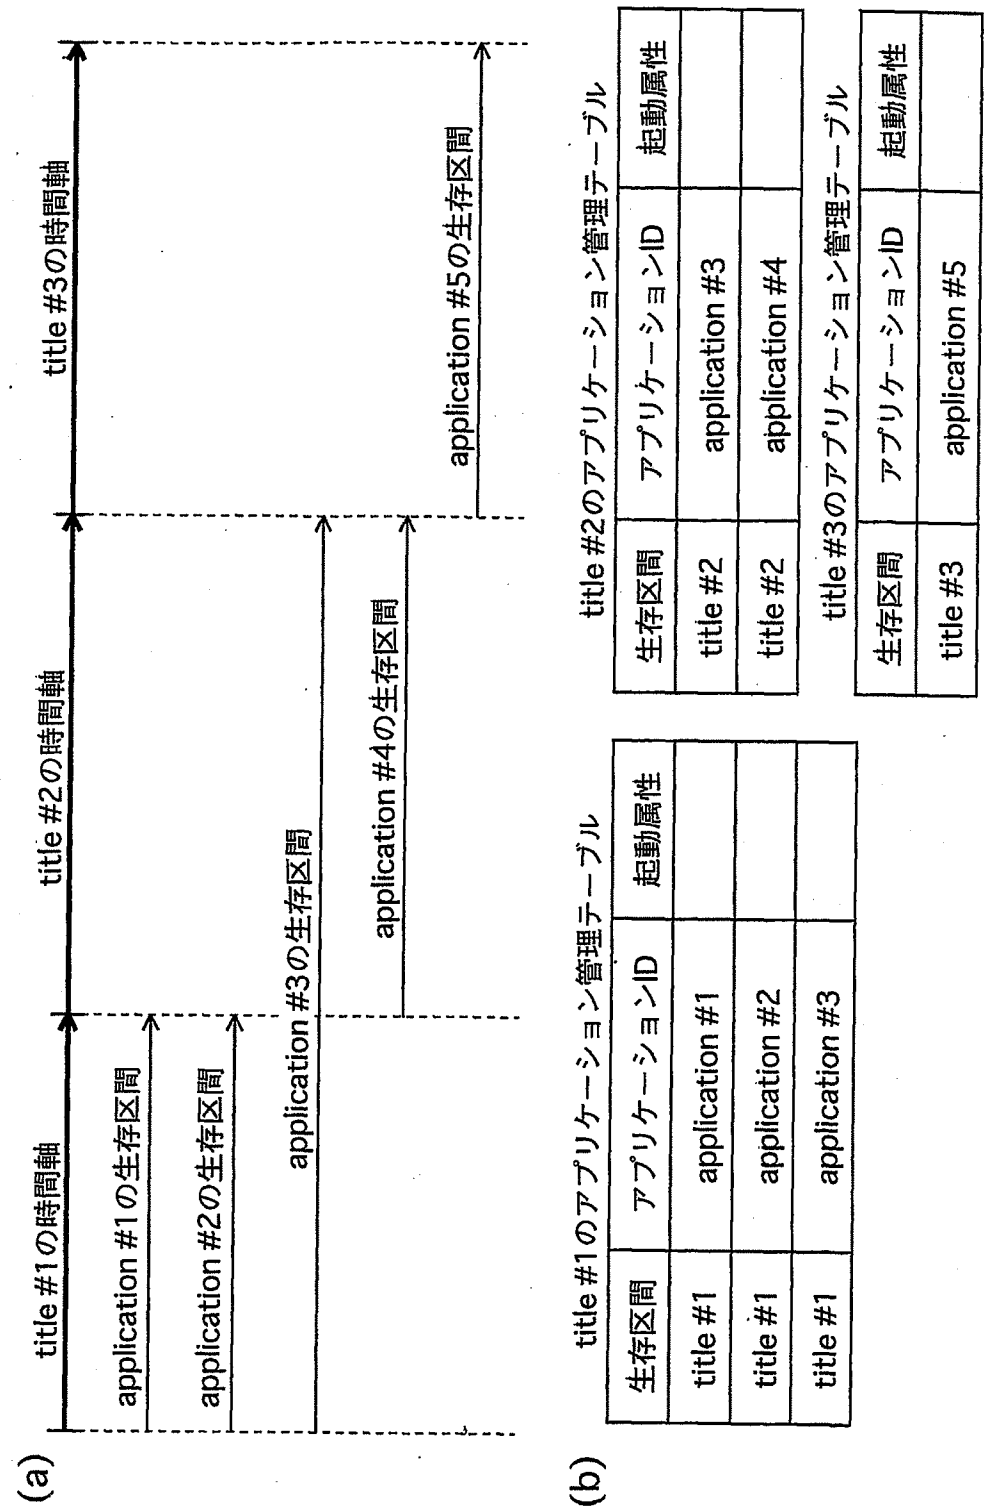 (a)
title #1の時間軸
title #2の時間軸
title #3の時間軸
application #1の生存区間
application #2の生存区間
application #3の生存区間
application #4の生存区間
application #5の生存区間
(b)
title #1のアプリケーション管理テーブル
生存区間 アプリケーションID 起動属性
title #1 application #1
title #1 application #2
title #1 application #3
title #2のアプリケーション管理テーブル
生存区間 アプリケーションID 起動属性
title #2 application #3
title #2 application #4
title #3のアプリケーション管理テーブル
生存区間 アプリケーションID 起動属性
title #3 application #5